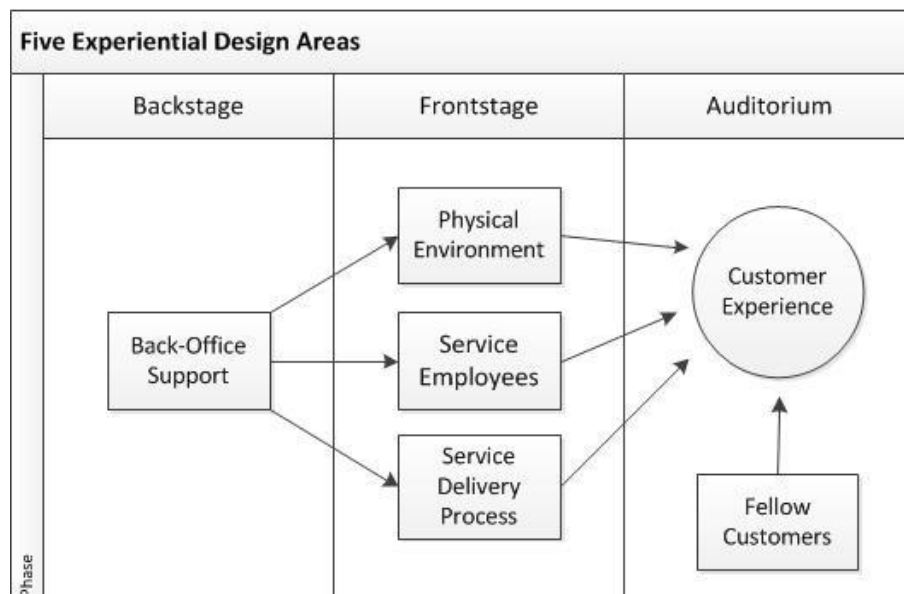 Five Experiential Design Areas
Backstage
Frontstage
Auditorium
Physical
Environment
Customer
Experience
Back-Office
Support
Service
Employees
Service
Delivery
Process
Fellow
Customers
Phase